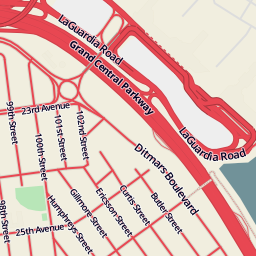 LaGuardia Road
Grand Central Parkway
23rd Avenue
99th Street
100th Street
101st Street
102nd Street
LaGuardia Road
Ditmars Boulevard
98th Street
Humphreys Street
Gillmore Street
Ericsson Street
Curtis Street
Butler Street
25th Avenue